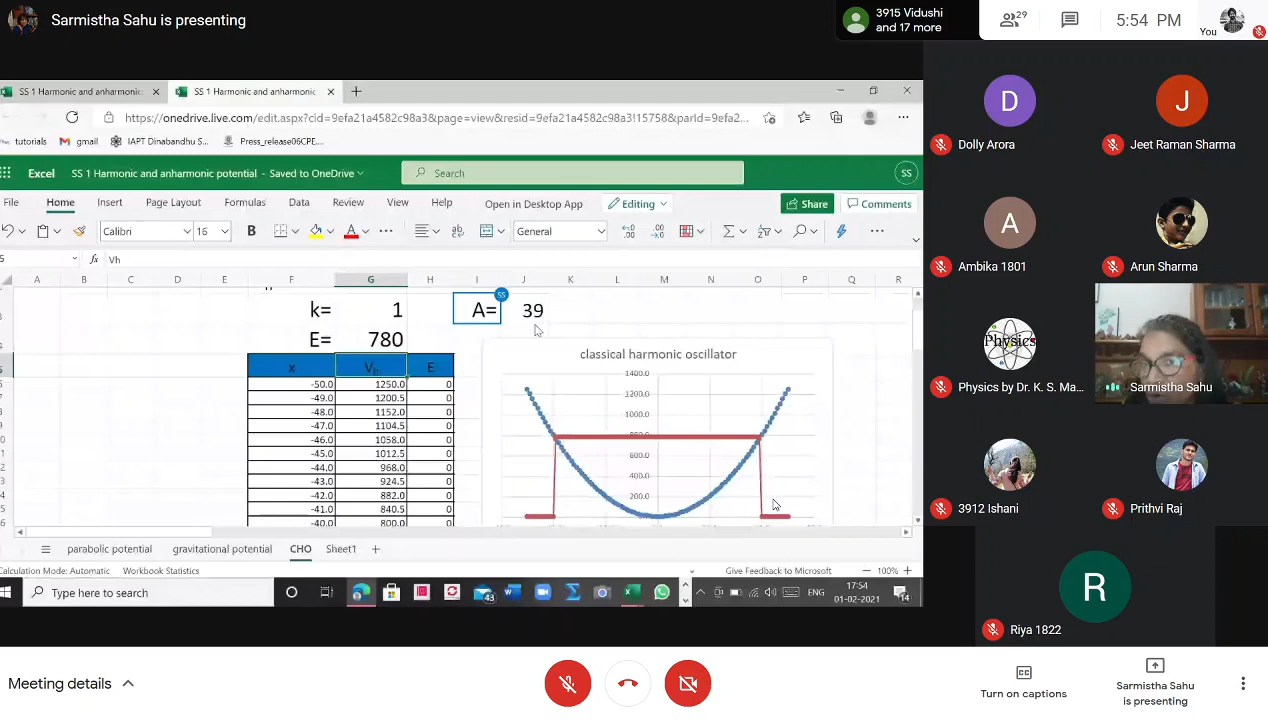 Sarmistha Sahu is presenting
3915 Vidushi
and 17 more
29
5:54 PM
You
SS 1 Harmonic and anharmonic
SS 1 Harmonic and anharmonic
https://onedrive.live.com/edit.aspx?cid=9efa21a4582c98a3&page=view&resid=9efa21a4582c98a3!15758&parId=9efa2...
tutorials
gmail
IAPT Dinabandhu S...
Press_release06CPE....
Excel
SS 1 Harmonic and anharmonic potential - Saved to OneDrive
Search
SS
File Home Insert Page Layout Formulas Data Review View Help Open in Desktop App Editing Share Comments
Calibri 16 B A General
fx Vh
A B C D E F G H I J K L M N O P Q R
SS
k= 1 A= 39
E= 780
x Vh E
-50.0 1250.0 0
-49.0 1200.5 0
-48.0 1152.0 0
-47.0 1104.5 0
-46.0 1058.0 0
-45.0 1012.5 0
-44.0 968.0 0
-43.0 924.5 0
-42.0 882.0 0
-41.0 840.5 0
-40.0 800.0 0
classical harmonic oscillator
1400.0
1200.0
1000.0
800.0
600.0
400.0
200.0
parabolic potential gravitational potential CHO Sheet1 +
Calculation Mode: Automatic Workbook Statistics
Give Feedback to Microsoft 100%
Type here to search
43
ENG
17:54
01-02-2021
14
D
Dolly Arora
J
Jeet Raman Sharma
A
Ambika 1801
Arun Sharma
Physics
Physics by Dr. K. S. Ma...
Sarmistha Sahu
3912 Ishani
Prithvi Raj
R
Riya 1822
Meeting details
Turn on captions
Sarmistha Sahu
is presenting